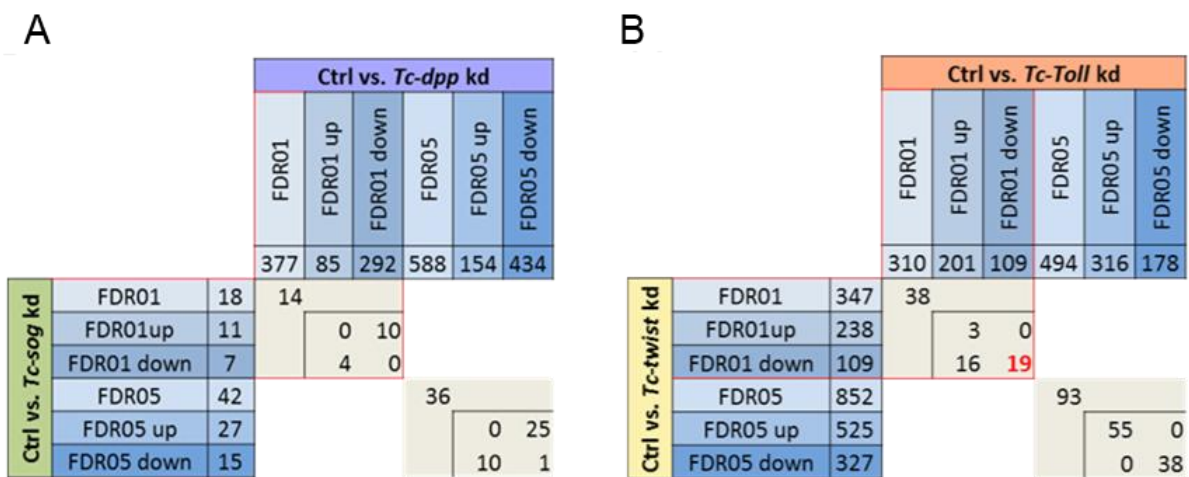 A
Ctrl vs. Tc-dpp kd
FDR01
FDR01 up
FDR01 down
FDR05
FDR05 up
FDR05 down
377 85 292 588 154 434
Ctrl vs. Tc-sog kd
FDR01 18 14
FDR01up 11 0 10
FDR01 down 7 4 0
FDR05 42 36
FDR05 up 27 0 25
FDR05 down 15 10 1
B
Ctrl vs. Tc-Toll kd
FDR01
FDR01 up
FDR01 down
FDR05
FDR05 up
FDR05 down
310 201 109 494 316 178
Ctrl vs. Tc-twist kd
FDR01 347 38
FDR01up 238 3 0
FDR01 down 109 16 19
FDR05 852 93
FDR05 up 525 55 0
FDR05 down 327 0 38